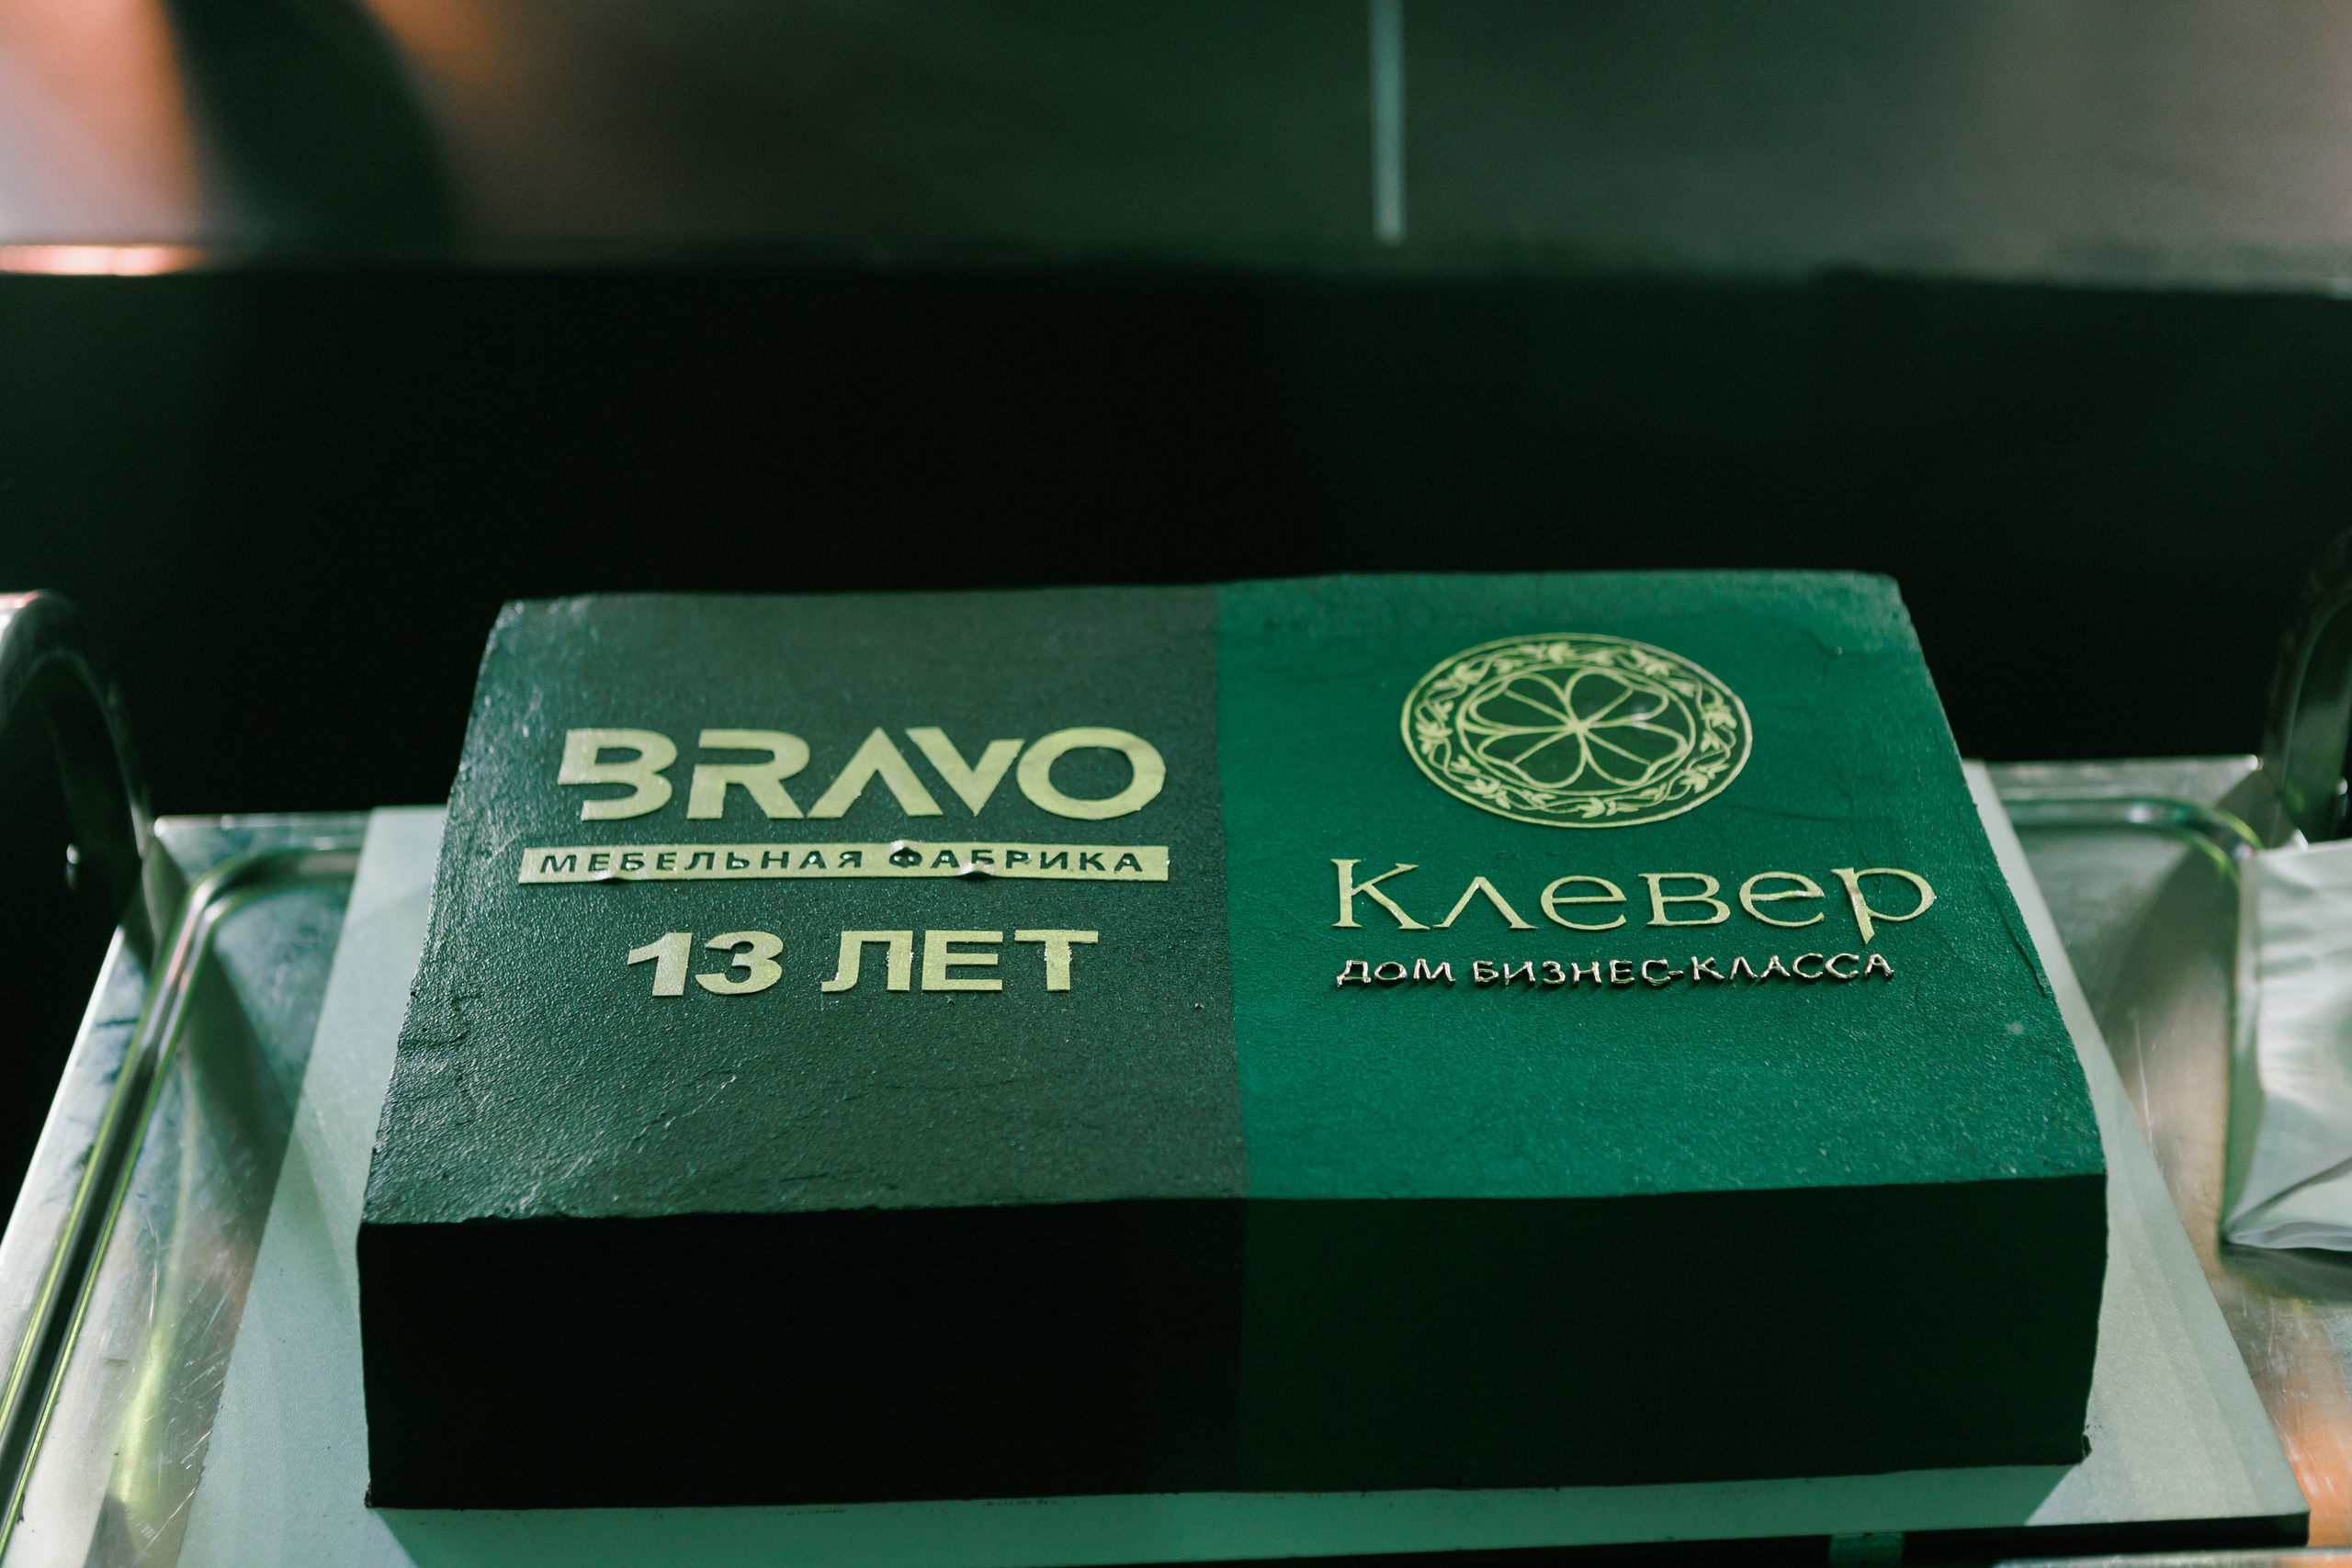 BRAVO
МЕБЕЛЬНАЯ ФАБРИКА
13 ЛЕТ
Клевер
ДОМ БИЗНЕС-КЛАССА